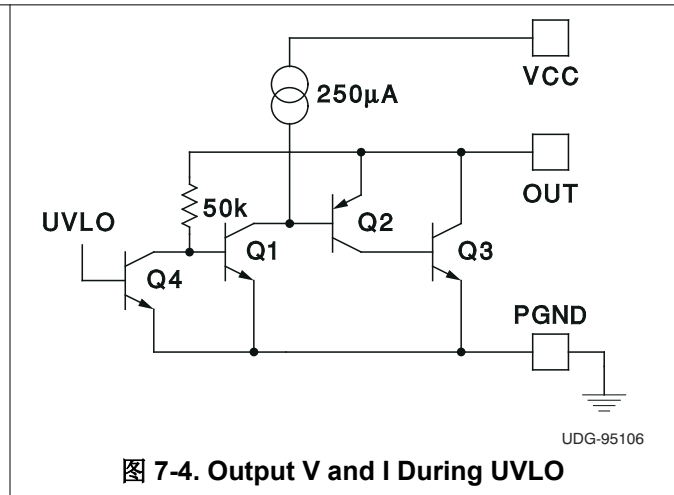 VCC
250μA
OUT
50k
UVLO
Q2
Q1
Q3
Q4
PGND
UDG-95106
图 7-4. Output V and I During UVLO